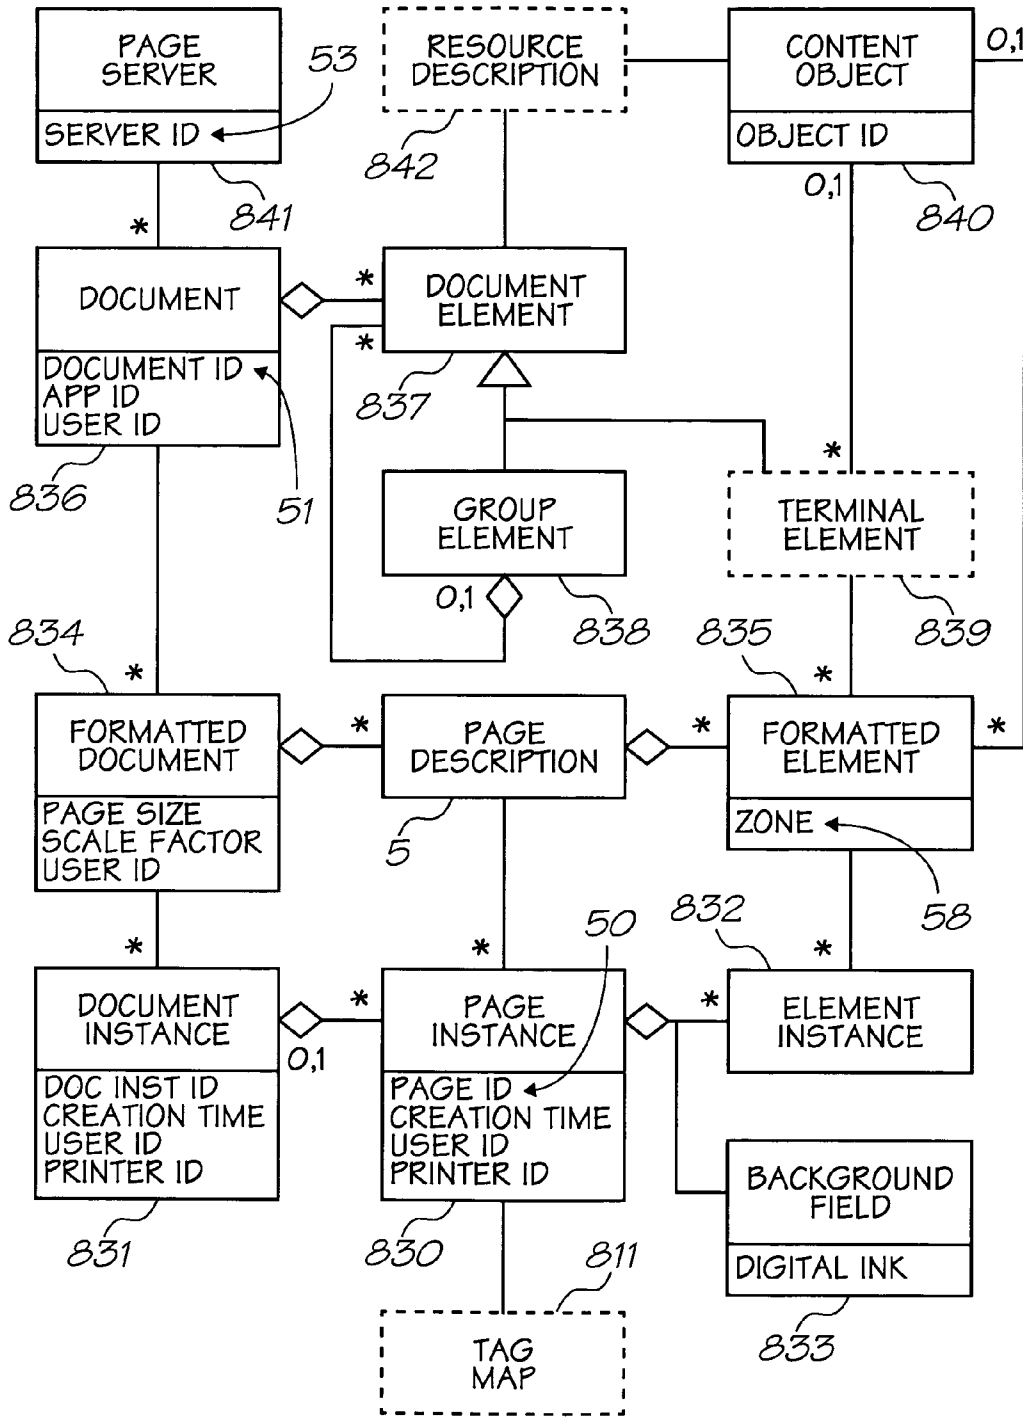 PAGE
SERVER
SERVER ID
53
841
RESOURCE
DESCRIPTION
842
CONTENT
OBJECT
OBJECT ID
0,1
0,1
840
*
DOCUMENT
DOCUMENT ID
APP ID
USER ID
836
51
*
*
DOCUMENT
ELEMENT
837
GROUP
ELEMENT
0,1
838
*
TERMINAL
ELEMENT
839
834
*
FORMATTED
DOCUMENT
PAGE SIZE
SCALE FACTOR
USER ID
*
PAGE
DESCRIPTION
5
835
*
*
*
FORMATTED
ELEMENT
ZONE
58
*
DOCUMENT
INSTANCE
DOC INST ID
CREATION TIME
USER ID
PRINTER ID
831
0,1
*
*
50
PAGE
INSTANCE
PAGE ID
CREATION TIME
USER ID
PRINTER ID
830
832
*
*
ELEMENT
INSTANCE
BACKGROUND
FIELD
DIGITAL INK
833
811
TAG
MAP